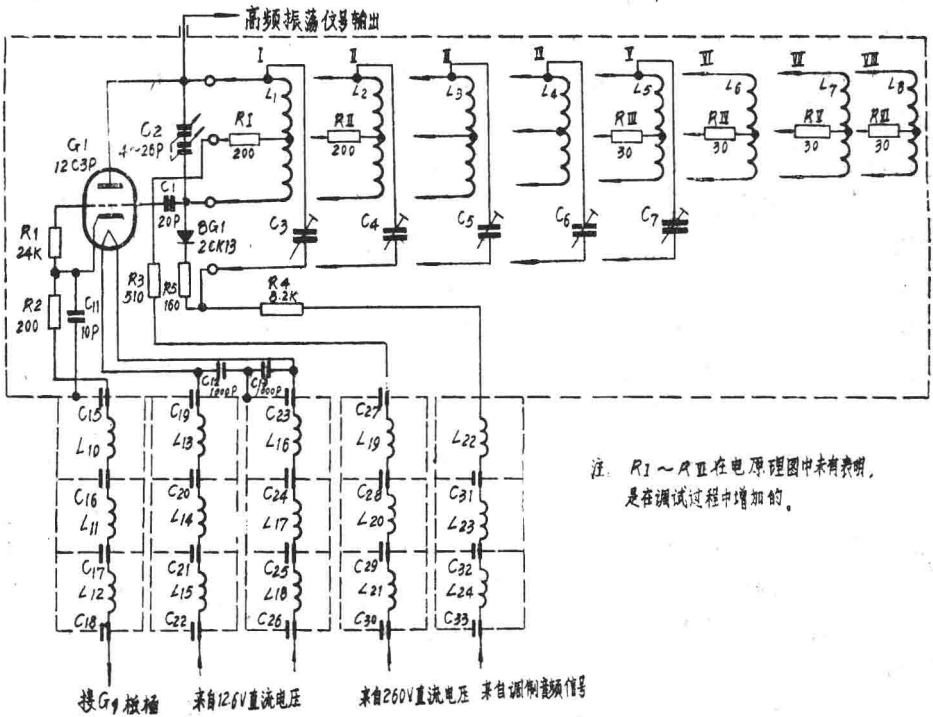 高频振荡信号输出
I II III IV V VI VII VIII
L1 L2 L3 L4 L5 L6 L7 L8
C2
4~26P
RI
200
RII
200
RIII
30
30
30
30
G1
12C3P
C1
20P
BG1
2CK13
C3 C4 C5 C6 C7
R1
24K
R2
200
C11
10P
R3
510
R5
160
R4
8.2K
C12
1000P
C15 C19 C23 C27
L10 L13 L16 L19 L22
C16 C20 C24 C28 C31
L11 L14 L17 L20 L23
C17 C21 C25 C29 C32
L12 L15 L18 L21 L24
C18 C22 C26 C30 C33
注: RI~RVII在电原理图中未有表明,
是在调试过程中增加的。
接G9 栅极 来自12.6V直流电压 来自260V直流电压 来自调制音频信号